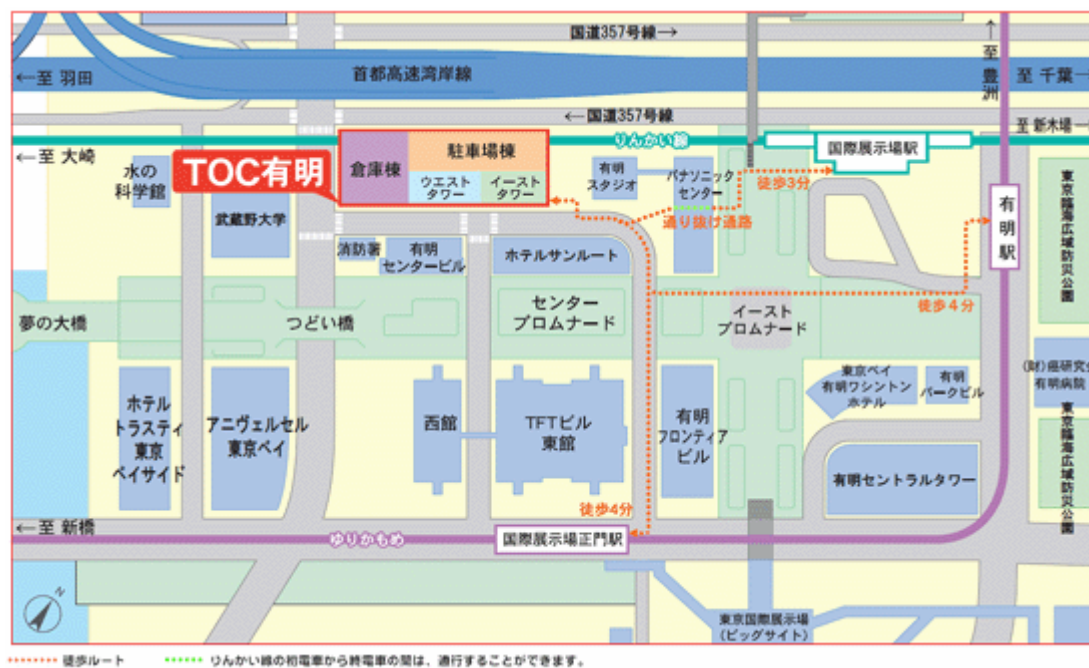 国道357号線→
←至 羽田
首都高速湾岸線
↑至 豊洲
至 千葉→
←国道357号線
至 新木場→
←至 大崎
りんかい線
国際展示場駅
水の
科学館
TOC有明
倉庫棟
駐車場棟
ウエスト
タワー
イースト
タワー
有明
スタジオ
パナソニック
センター
徒歩3分
通り抜け通路
武蔵野大学
消防署
有明
センタービル
ホテルサンルート
有明駅
東京臨海広域防災公園
夢の大橋
つどい橋
センター
プロムナード
イースト
プロムナード
徒歩4分
ホテル
トラスティ
東京
ベイサイド
アニヴェルセル
東京ベイ
西館
TFTビル
東館
有明
フロンティア
ビル
東京ベイ
有明ワシントン
ホテル
有明
パークビル
(財)癌研究会
有明病院
東京臨海広域防災公園
有明セントラルタワー
徒歩4分
←至 新橋
ゆりかもめ
国際展示場正門駅
N
東京国際展示場
(ビッグサイト)
徒歩ルート
りんかい線の初電車から終電車の間は、通行することができます。